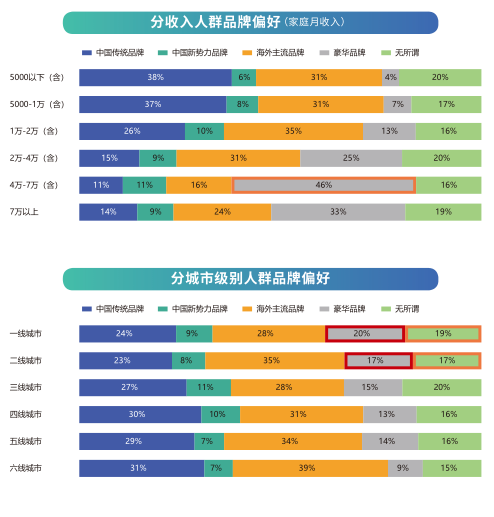 分收入人群品牌偏好(家庭月收入)
中国传统品牌 中国新势力品牌 海外主流品牌 豪华品牌 无所谓
5000以下（含） 38% 6% 31% 4% 20%
5000-1万（含） 37% 8% 31% 7% 17%
1万-2万（含） 26% 10% 35% 13% 16%
2万-4万（含） 15% 9% 31% 25% 20%
4万-7万（含） 11% 11% 16% 46% 16%
7万以上 14% 9% 24% 33% 19%
分城市级别人群品牌偏好
中国传统品牌 中国新势力品牌 海外主流品牌 豪华品牌 无所谓
一线城市 24% 9% 28% 20% 19%
二线城市 23% 8% 35% 17% 17%
三线城市 27% 11% 28% 15% 20%
四线城市 30% 10% 31% 13% 16%
五线城市 29% 7% 34% 14% 16%
六线城市 31% 7% 39% 9% 15%